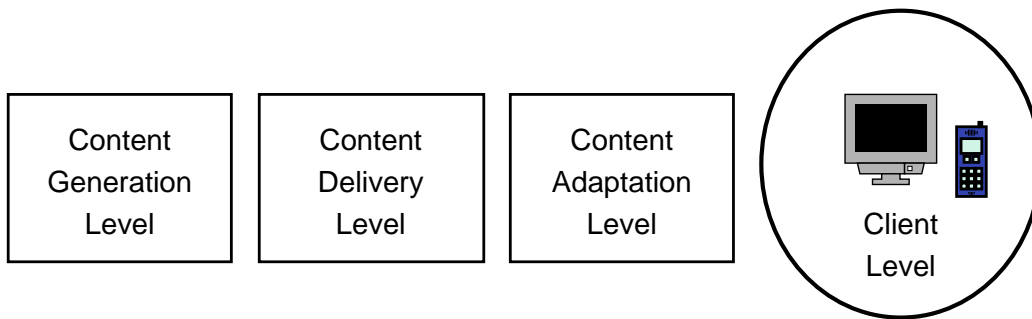 Content
Generation
Level
Content
Delivery
Level
Content
Adaptation
Level
Client
Level